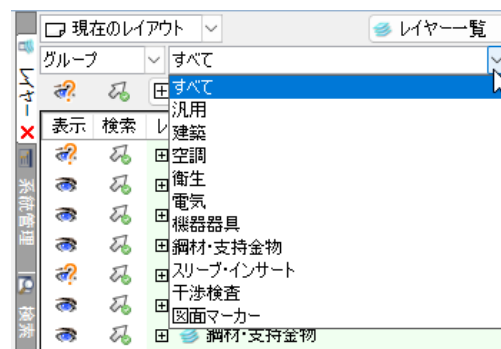 現在のレイアウト
レイヤー一覧
グループ
すべて
レイヤー
すべて
汎用
表示
検索
レ
建築
空調
衛生
電気
機器器具
鋼材・支持金物
スリーブ・インサート
干渉検査
図面マーカー
鋼材・支持金物
系統管理
検索